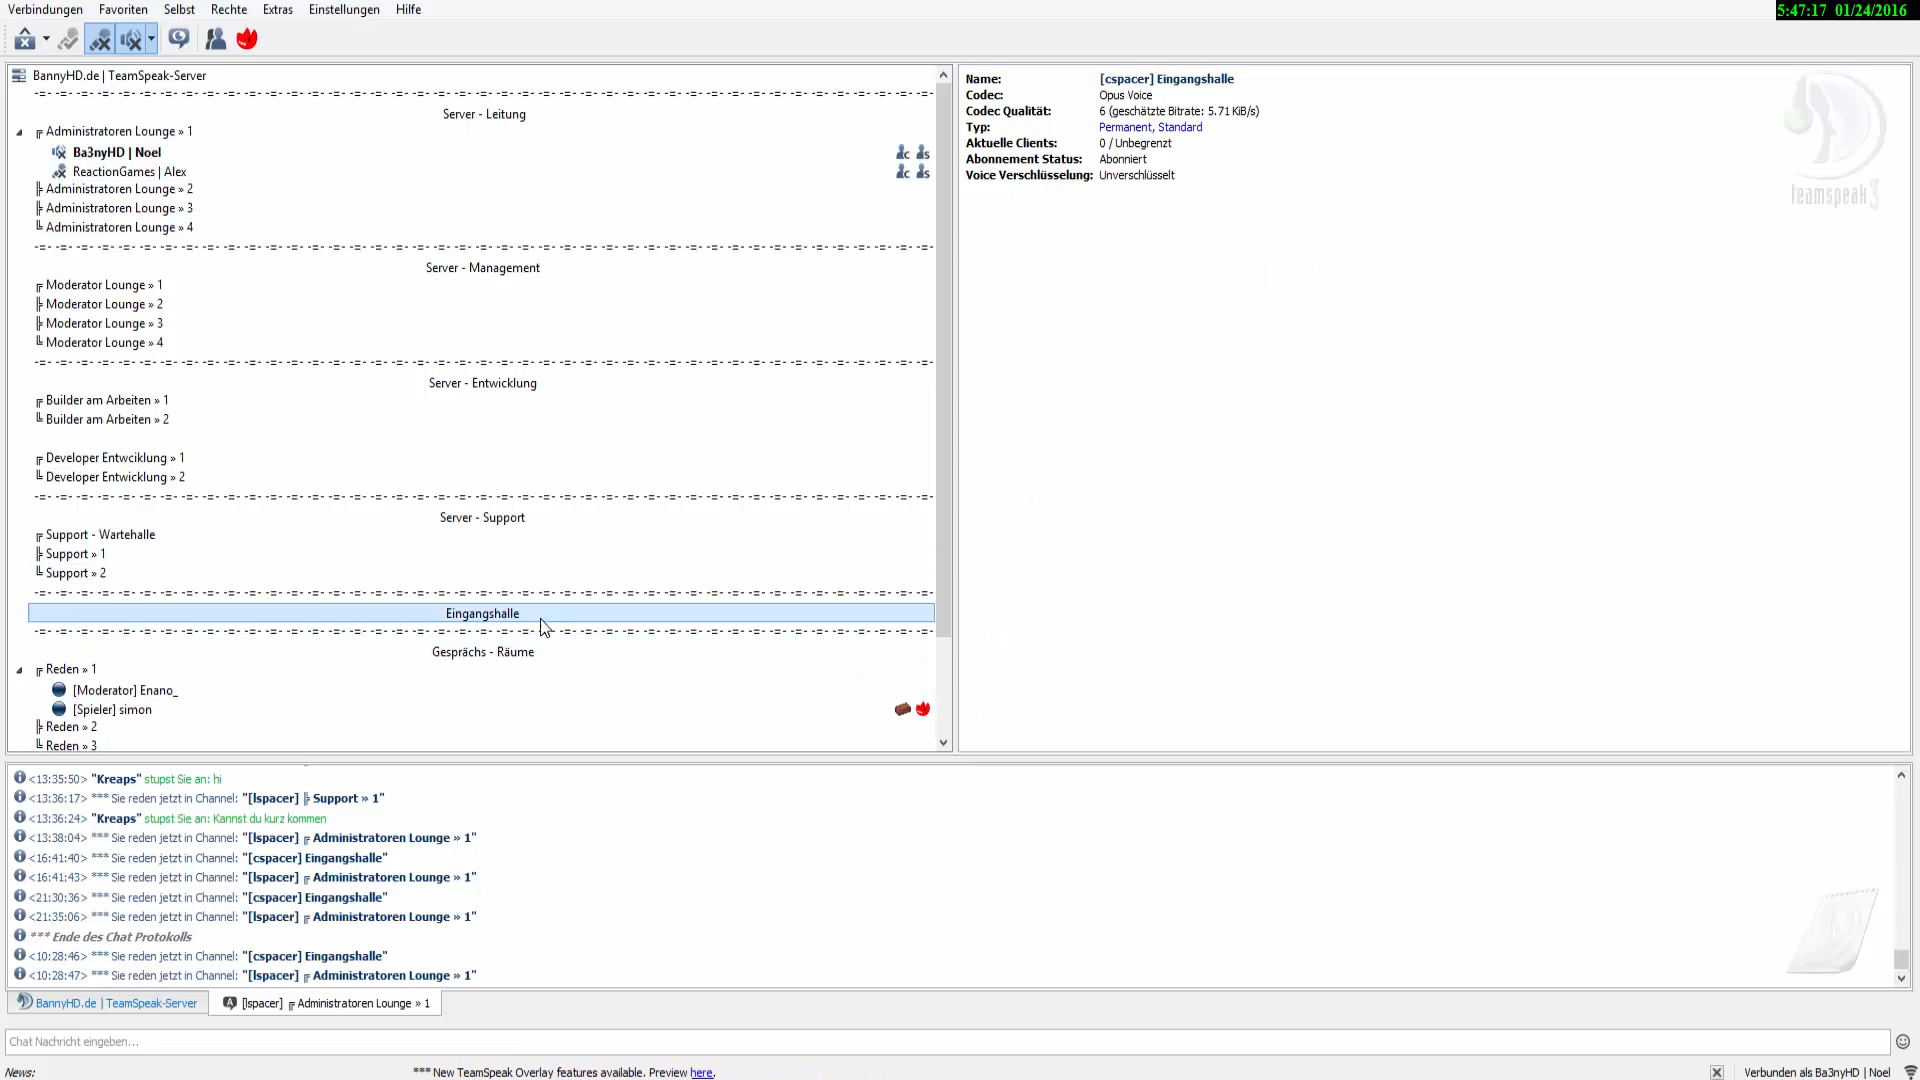 Verbindungen Favoriten Selbst Rechte Extras Einstellungen Hilfe
5:47:17 01/24/2016
BannyHD.de | TeamSpeak-Server
Server - Leitung
╔ Administratoren Lounge » 1
Ba3nyHD | Noel
ReactionGames | Alex
╠ Administratoren Lounge » 2
╠ Administratoren Lounge » 3
╚ Administratoren Lounge » 4
Server - Management
╔ Moderator Lounge » 1
╠ Moderator Lounge » 2
╠ Moderator Lounge » 3
╚ Moderator Lounge » 4
Server - Entwicklung
╔ Builder am Arbeiten » 1
╚ Builder am Arbeiten » 2
╔ Developer Entwciklung » 1
╚ Developer Entwicklung » 2
Server - Support
╔ Support - Wartehalle
╠ Support » 1
╚ Support » 2
Eingangshalle
Gesprächs - Räume
╔ Reden » 1
[Moderator] Enano_
[Spieler] simon
╠ Reden » 2
╚ Reden » 3
Name: [cspacer] Eingangshalle
Codec: Opus Voice
Codec Qualität: 6 (geschätzte Bitrate: 5.71 KiB/s)
Typ: Permanent, Standard
Aktuelle Clients: 0 / Unbegrenzt
Abonnement Status: Abonniert
Voice Verschlüsselung: Unverschlüsselt
teamspeak 3
<13:35:50> "Kreaps" stupst Sie an: hi
<13:36:17> *** Sie reden jetzt in Channel: "[lspacer] ╠ Support » 1"
<13:36:24> "Kreaps" stupst Sie an: Kannst du kurz kommen
<13:38:04> *** Sie reden jetzt in Channel: "[lspacer] ╔ Administratoren Lounge » 1"
<16:41:40> *** Sie reden jetzt in Channel: "[cspacer] Eingangshalle"
<16:41:43> *** Sie reden jetzt in Channel: "[lspacer] ╔ Administratoren Lounge » 1"
<21:30:36> *** Sie reden jetzt in Channel: "[cspacer] Eingangshalle"
<21:35:06> *** Sie reden jetzt in Channel: "[lspacer] ╔ Administratoren Lounge » 1"
*** Ende des Chat Protokolls
<10:28:46> *** Sie reden jetzt in Channel: "[cspacer] Eingangshalle"
<10:28:47> *** Sie reden jetzt in Channel: "[lspacer] ╔ Administratoren Lounge » 1"
BannyHD.de | TeamSpeak-Server [lspacer] ╔ Administratoren Lounge » 1
Chat Nachricht eingeben...
News: *** New TeamSpeak Overlay features available. Preview here. Verbunden als Ba3nyHD | Noel